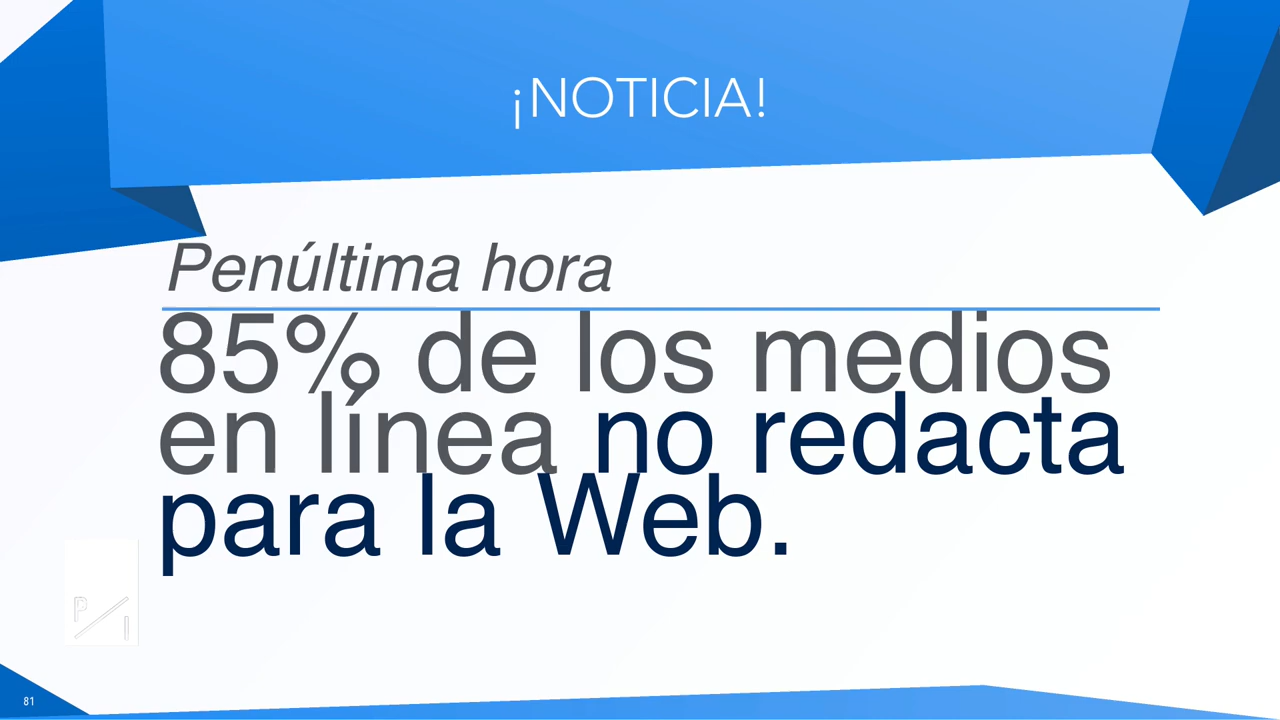 ¡NOTICIA!
Penúltima hora
85% de los medios
en línea no redacta
para la Web.
P/I
81